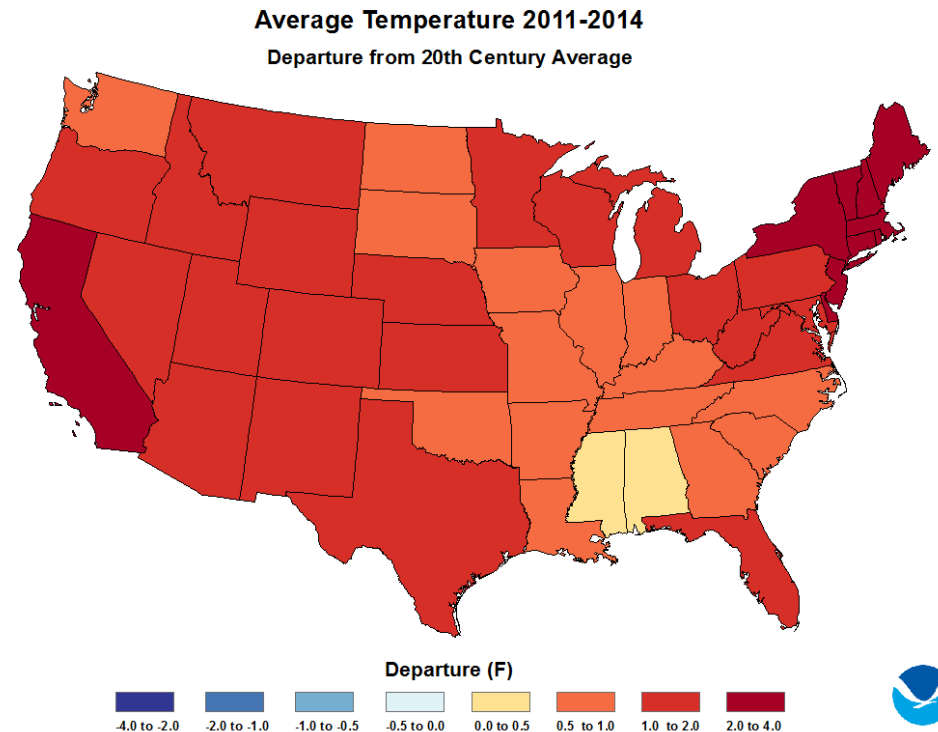 Average Temperature 2011-2014
Departure from 20th Century Average
Departure (F)
-4.0 to -2.0
-2.0 to -1.0
-1.0 to -0.5
-0.5 to 0.0
0.0 to 0.5
0.5 to 1.0
1.0 to 2.0
2.0 to 4.0